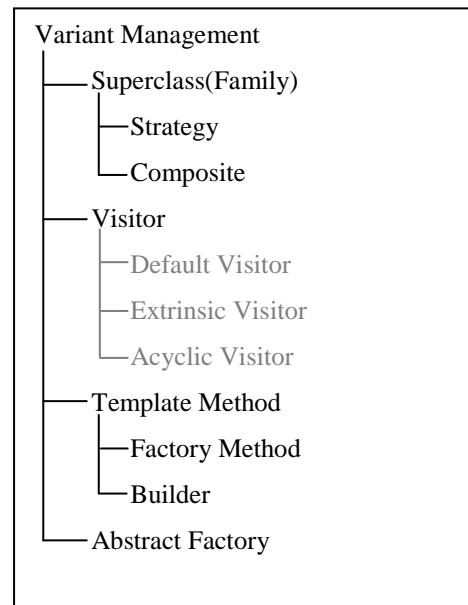 Variant Management
Superclass(Family)
Strategy
Composite
Visitor
Default Visitor
Extrinsic Visitor
Acyclic Visitor
Template Method
Factory Method
Builder
Abstract Factory